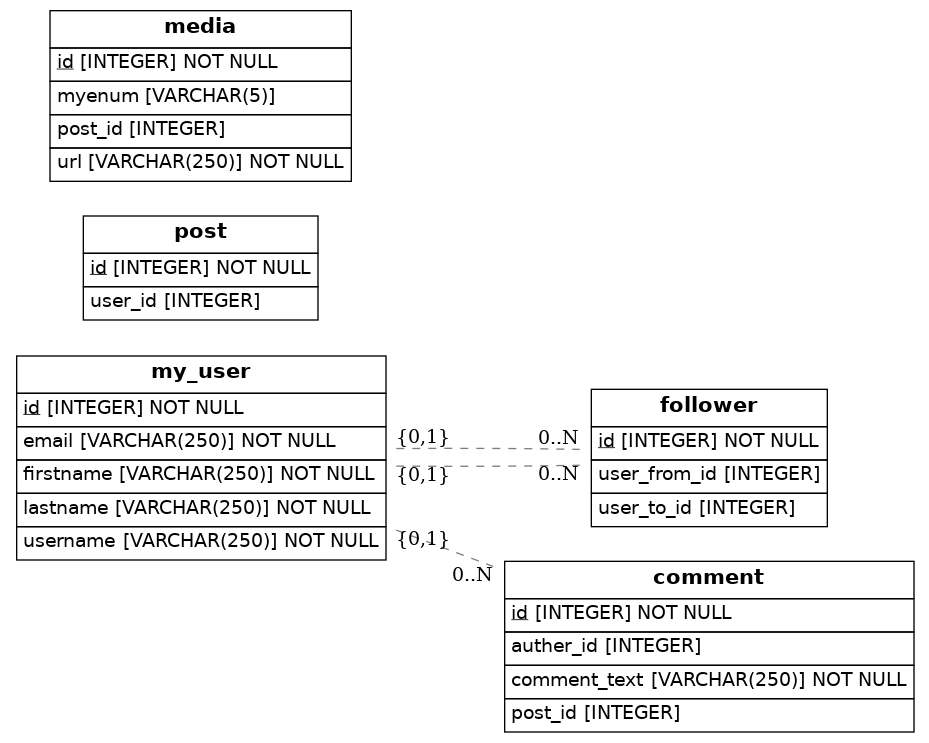 media
id [INTEGER] NOT NULL
myenum [VARCHAR(5)]
post_id [INTEGER]
url [VARCHAR(250)] NOT NULL
post
id [INTEGER] NOT NULL
user_id [INTEGER]
my_user
id [INTEGER] NOT NULL
email [VARCHAR(250)] NOT NULL
firstname [VARCHAR(250)] NOT NULL
lastname [VARCHAR(250)] NOT NULL
username [VARCHAR(250)] NOT NULL
{0,1} 0..N
{0,1} 0..N
{0,1}
0..N
follower
id [INTEGER] NOT NULL
user_from_id [INTEGER]
user_to_id [INTEGER]
comment
id [INTEGER] NOT NULL
auther_id [INTEGER]
comment_text [VARCHAR(250)] NOT NULL
post_id [INTEGER]